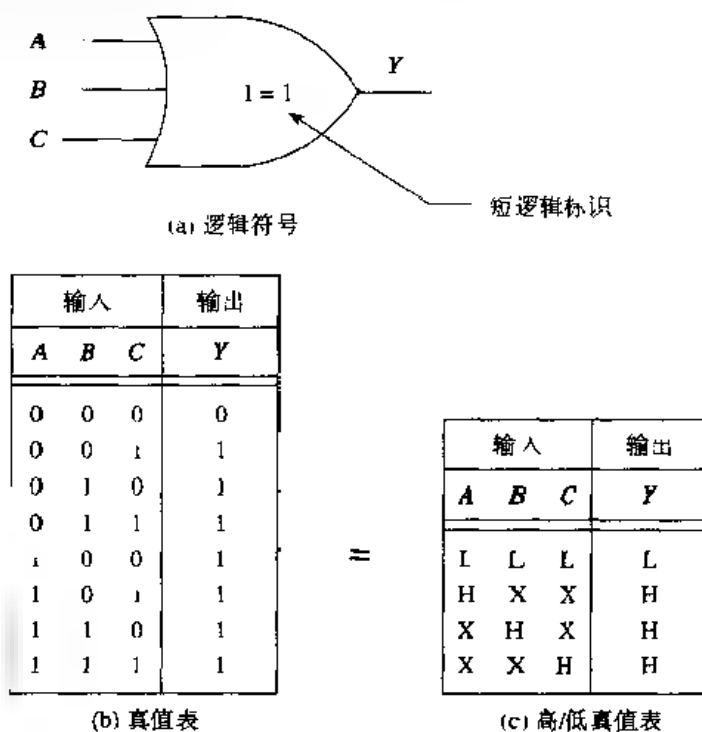 A
B
C
1 = 1
Y
短逻辑标识
(a) 逻辑符号
输入 输出
A B C Y
0 0 0 0
0 0 1 1
0 1 0 1
0 1 1 1
1 0 0 1
1 0 1 1
1 1 0 1
1 1 1 1
(b) 真值表
=
输入 输出
A B C Y
L L L L
H X X H
X H X H
X X H H
(c) 高/低真值表